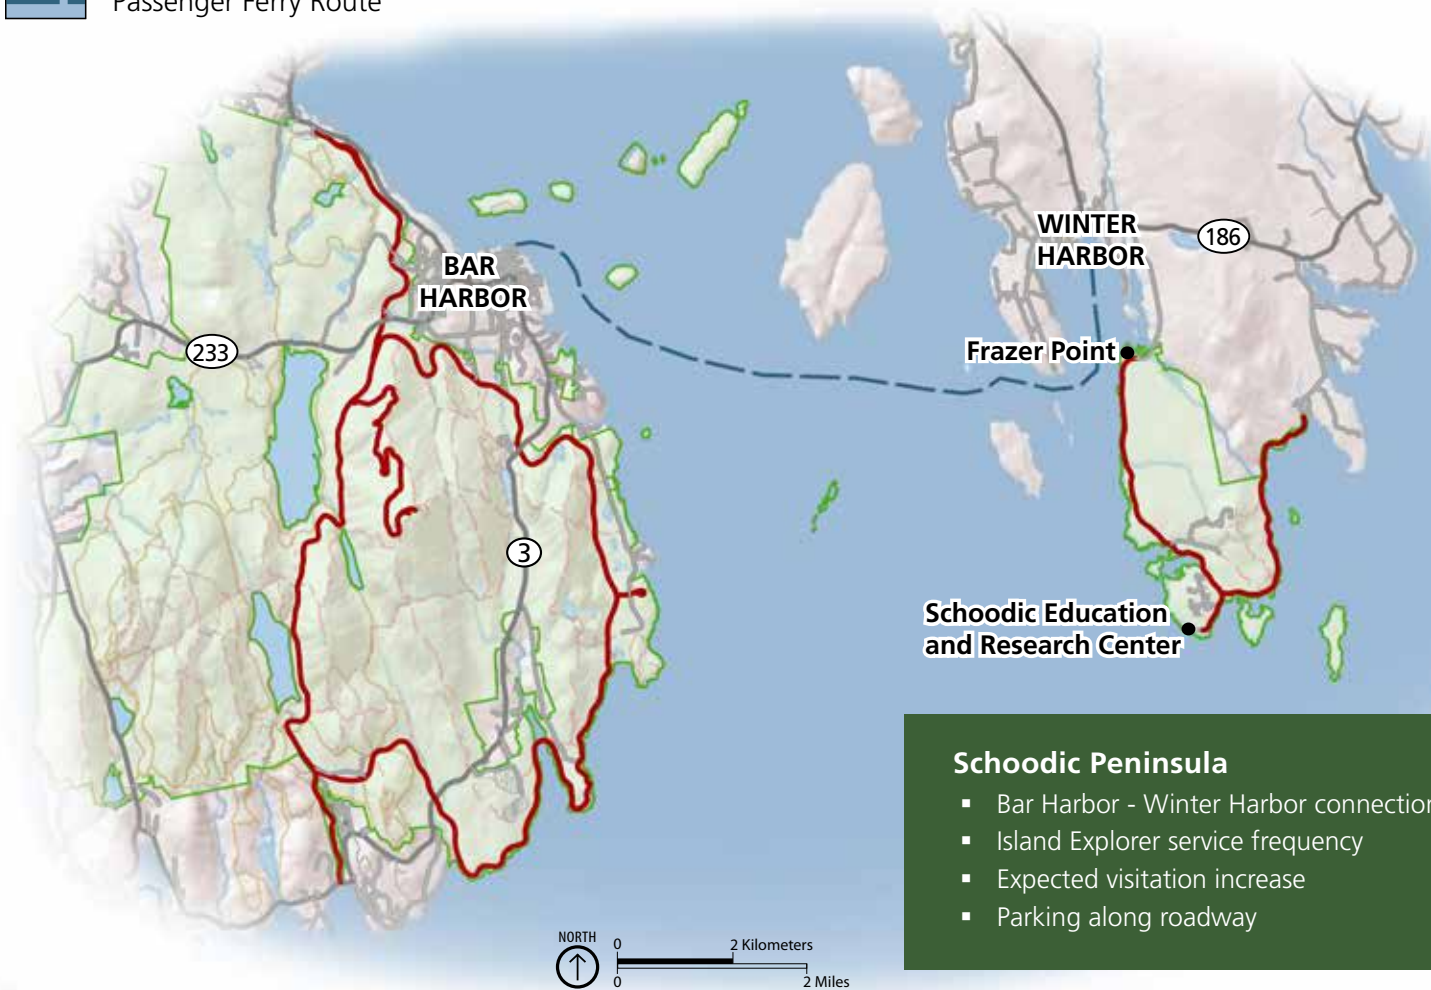 Passenger Ferry Route
WINTER
HARBOR
186
BAR
HARBOR
233
Frazer Point
3
Schoodic Education
and Research Center
Schoodic Peninsula
▪ Bar Harbor - Winter Harbor connection
▪ Island Explorer service frequency
▪ Expected visitation increase
▪ Parking along roadway
NORTH
0 2 Kilometers
0 2 Miles